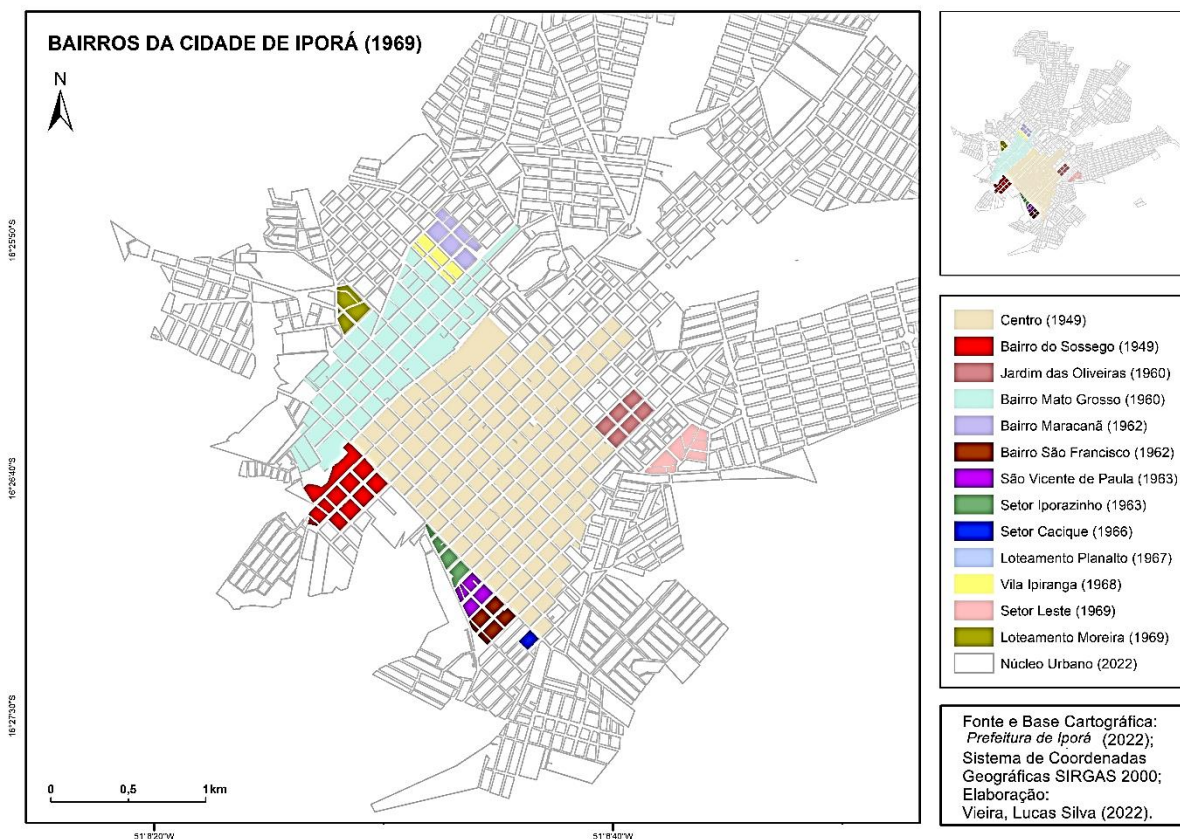 BAIRROS DA CIDADE DE IPORÁ (1969)
N
16°25'50"S
16°26'40"S
16°27'30"S
0 0,5 1 km
51°8'20"W
51°8'40"W
Centro (1949)
Bairro do Sossego (1949)
Jardim das Oliveiras (1960)
Bairro Mato Grosso (1960)
Bairro Maracanã (1962)
Bairro São Francisco (1962)
São Vicente de Paula (1963)
Setor Iporazinho (1963)
Setor Cacique (1966)
Loteamento Planalto (1967)
Vila Ipiranga (1968)
Setor Leste (1969)
Loteamento Moreira (1969)
Núcleo Urbano (2022)
Fonte e Base Cartográfica:
Prefeitura de Iporá (2022);
Sistema de Coordenadas
Geográficas SIRGAS 2000;
Elaboração:
Vieira, Lucas Silva (2022).